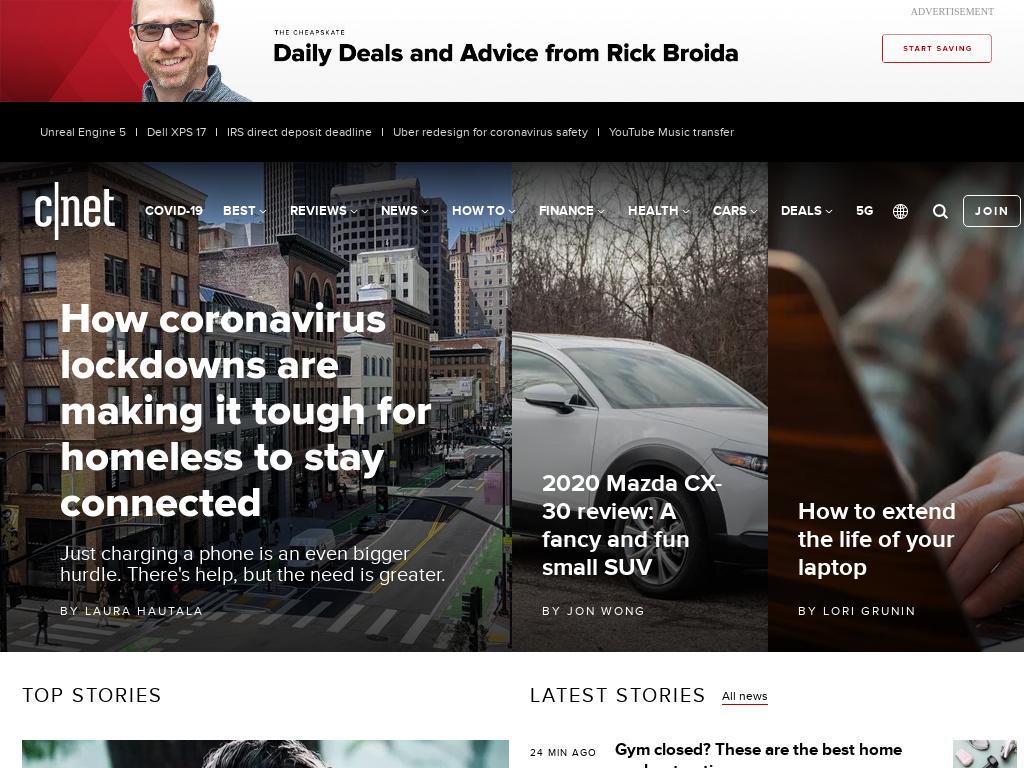 ADVERTISEMENT
THE CHEAPSKATE
Daily Deals and Advice from Rick Broida
START SAVING
Unreal Engine 5 | Dell XPS 17 | IRS direct deposit deadline | Uber redesign for coronavirus safety | YouTube Music transfer
c|net COVID-19 BEST REVIEWS NEWS HOW TO FINANCE HEALTH CARS DEALS 5G JOIN
How coronavirus
lockdowns are
making it tough for
homeless to stay
connected
Just charging a phone is an even bigger
hurdle. There's help, but the need is greater.
BY LAURA HAUTALA
2020 Mazda CX-
30 review: A
fancy and fun
small SUV
BY JON WONG
How to extend
the life of your
laptop
BY LORI GRUNIN
TOP STORIES
LATEST STORIES All news
24 MIN AGO Gym closed? These are the best home